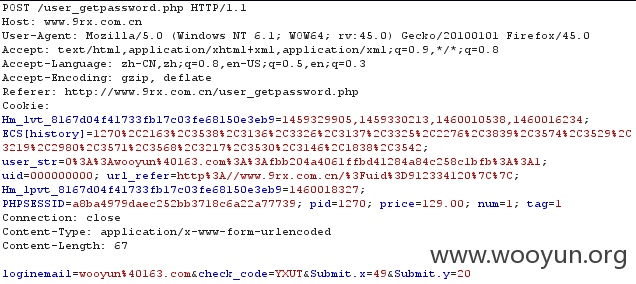 POST /user_getpassword.php HTTP/1.1
Host: www.9rx.com.cn
User-Agent: Mozilla/5.0 (Windows NT 6.1; WOW64; rv:45.0) Gecko/20100101 Firefox/45.0
Accept: text/html,application/xhtml+xml,application/xml;q=0.9,*/*;q=0.8
Accept-Language: zh-CN,zh;q=0.8,en-US;q=0.5,en;q=0.3
Accept-Encoding: gzip, deflate
Referer: http://www.9rx.com.cn/user_getpassword.php
Cookie:
Hm_lvt_8167d04f41733fb17c03fe68150e3eb9=1459329905,1459330213,1460010538,1460016234;
ECS[history]=1270%2C2163%2C3538%2C3136%2C3326%2C3137%2C3325%2C2276%2C3839%2C3574%2C3529%2C
3219%2C2980%2C3571%2C3568%2C3217%2C3530%2C3146%2C1838%2C3542;
user_str=0%3A%3Awooyun%40163.com%3A%3Afbb204a4061ffbd41284a84c258c1bfb%3A%3A1;
uid=000000000; url_refer=http%3A//www.9rx.com.cn/%3Fuid%3D912334120%7C%7C;
Hm_lpvt_8167d04f41733fb17c03fe68150e3eb9=1460018327;
PHPSESSID=a8ba4979daec252bb3718c6a22a77739; pid=1270; price=129.00; num=1; tag=1
Connection: close
Content-Type: application/x-www-form-urlencoded
Content-Length: 67
www.wooyun.org
loginemail=wooyun%40163.com&check_code=YXUT&Submit.x=49&Submit.y=20